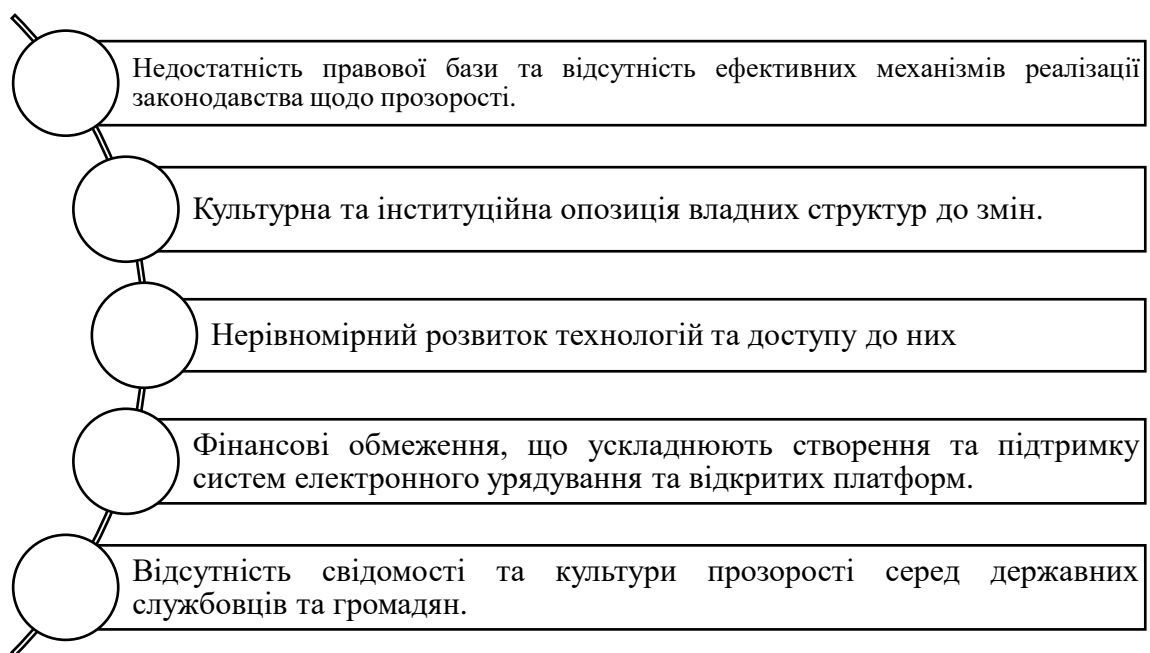 Недостатність правової бази та відсутність ефективних механізмів реалізації
законодавства щодо прозорості.
Культурна та інституційна опозиція владних структур до змін.
Нерівномірний розвиток технологій та доступу до них
Фінансові обмеження, що ускладнюють створення та підтримку
систем електронного урядування та відкритих платформ.
Відсутність свідомості та культури прозорості серед державних
службовців та громадян.